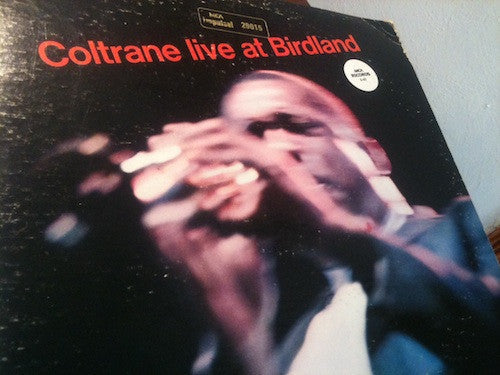 MCA
impulse! 29015
Coltrane live at Birdland
MCA
RECORDS